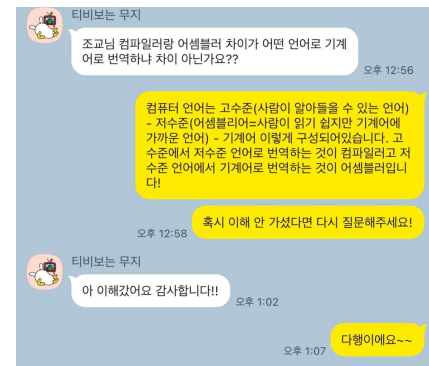 티비보는 무지
조교님 컴파일러랑 어셈블러 차이가 어떤 언어로 기계
어로 번역하냐 차이 아닌가요??
오후 12:56
컴퓨터 언어는 고수준(사람이 알아들을 수 있는 언어)
- 저수준(어셈블리어=사람이 읽기 쉽지만 기계어에
가까운 언어) - 기계어 이렇게 구성되어있습니다. 고
수준에서 저수준 언어로 번역하는 것이 컴파일러고 저
수준 언어에서 기계어로 번역하는 것이 어셈블러입니
다!
혹시 이해 안 가셨다면 다시 질문해주세요!
오후 12:58
티비보는 무지
아 이해갔어요 감사합니다!!
오후 1:02
다행이에요~~
오후 1:07